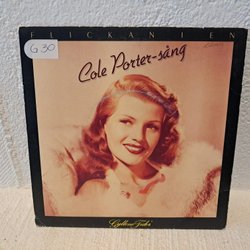 FLICKAN I EN
G 30
Cole Porter-sång
Gyllene Tider